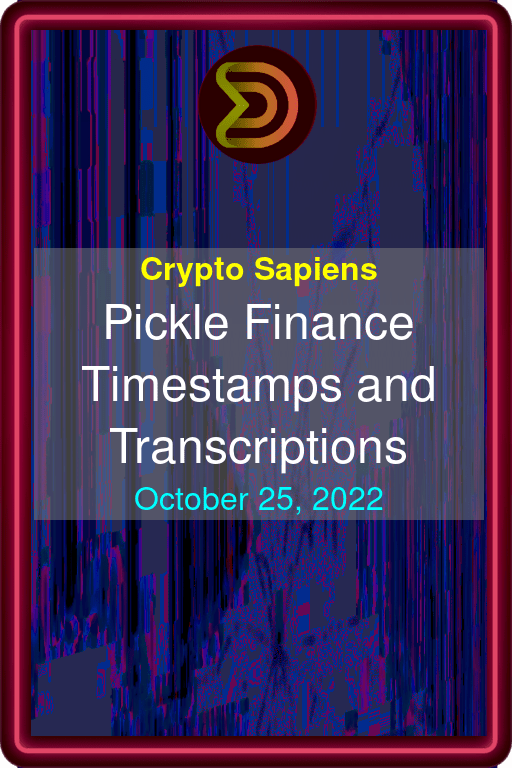 Crypto Sapiens
Pickle Finance
Timestamps and
Transcriptions
October 25, 2022